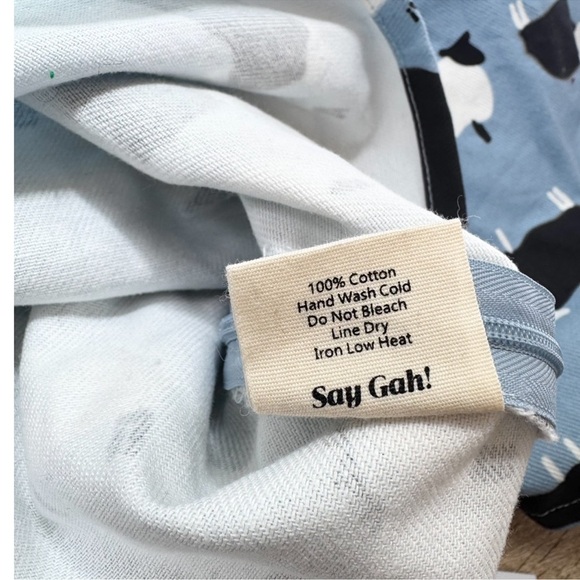 100% Cotton
Hand Wash Cold
Do Not Bleach
Line Dry
Iron Low Heat
Say Gah!